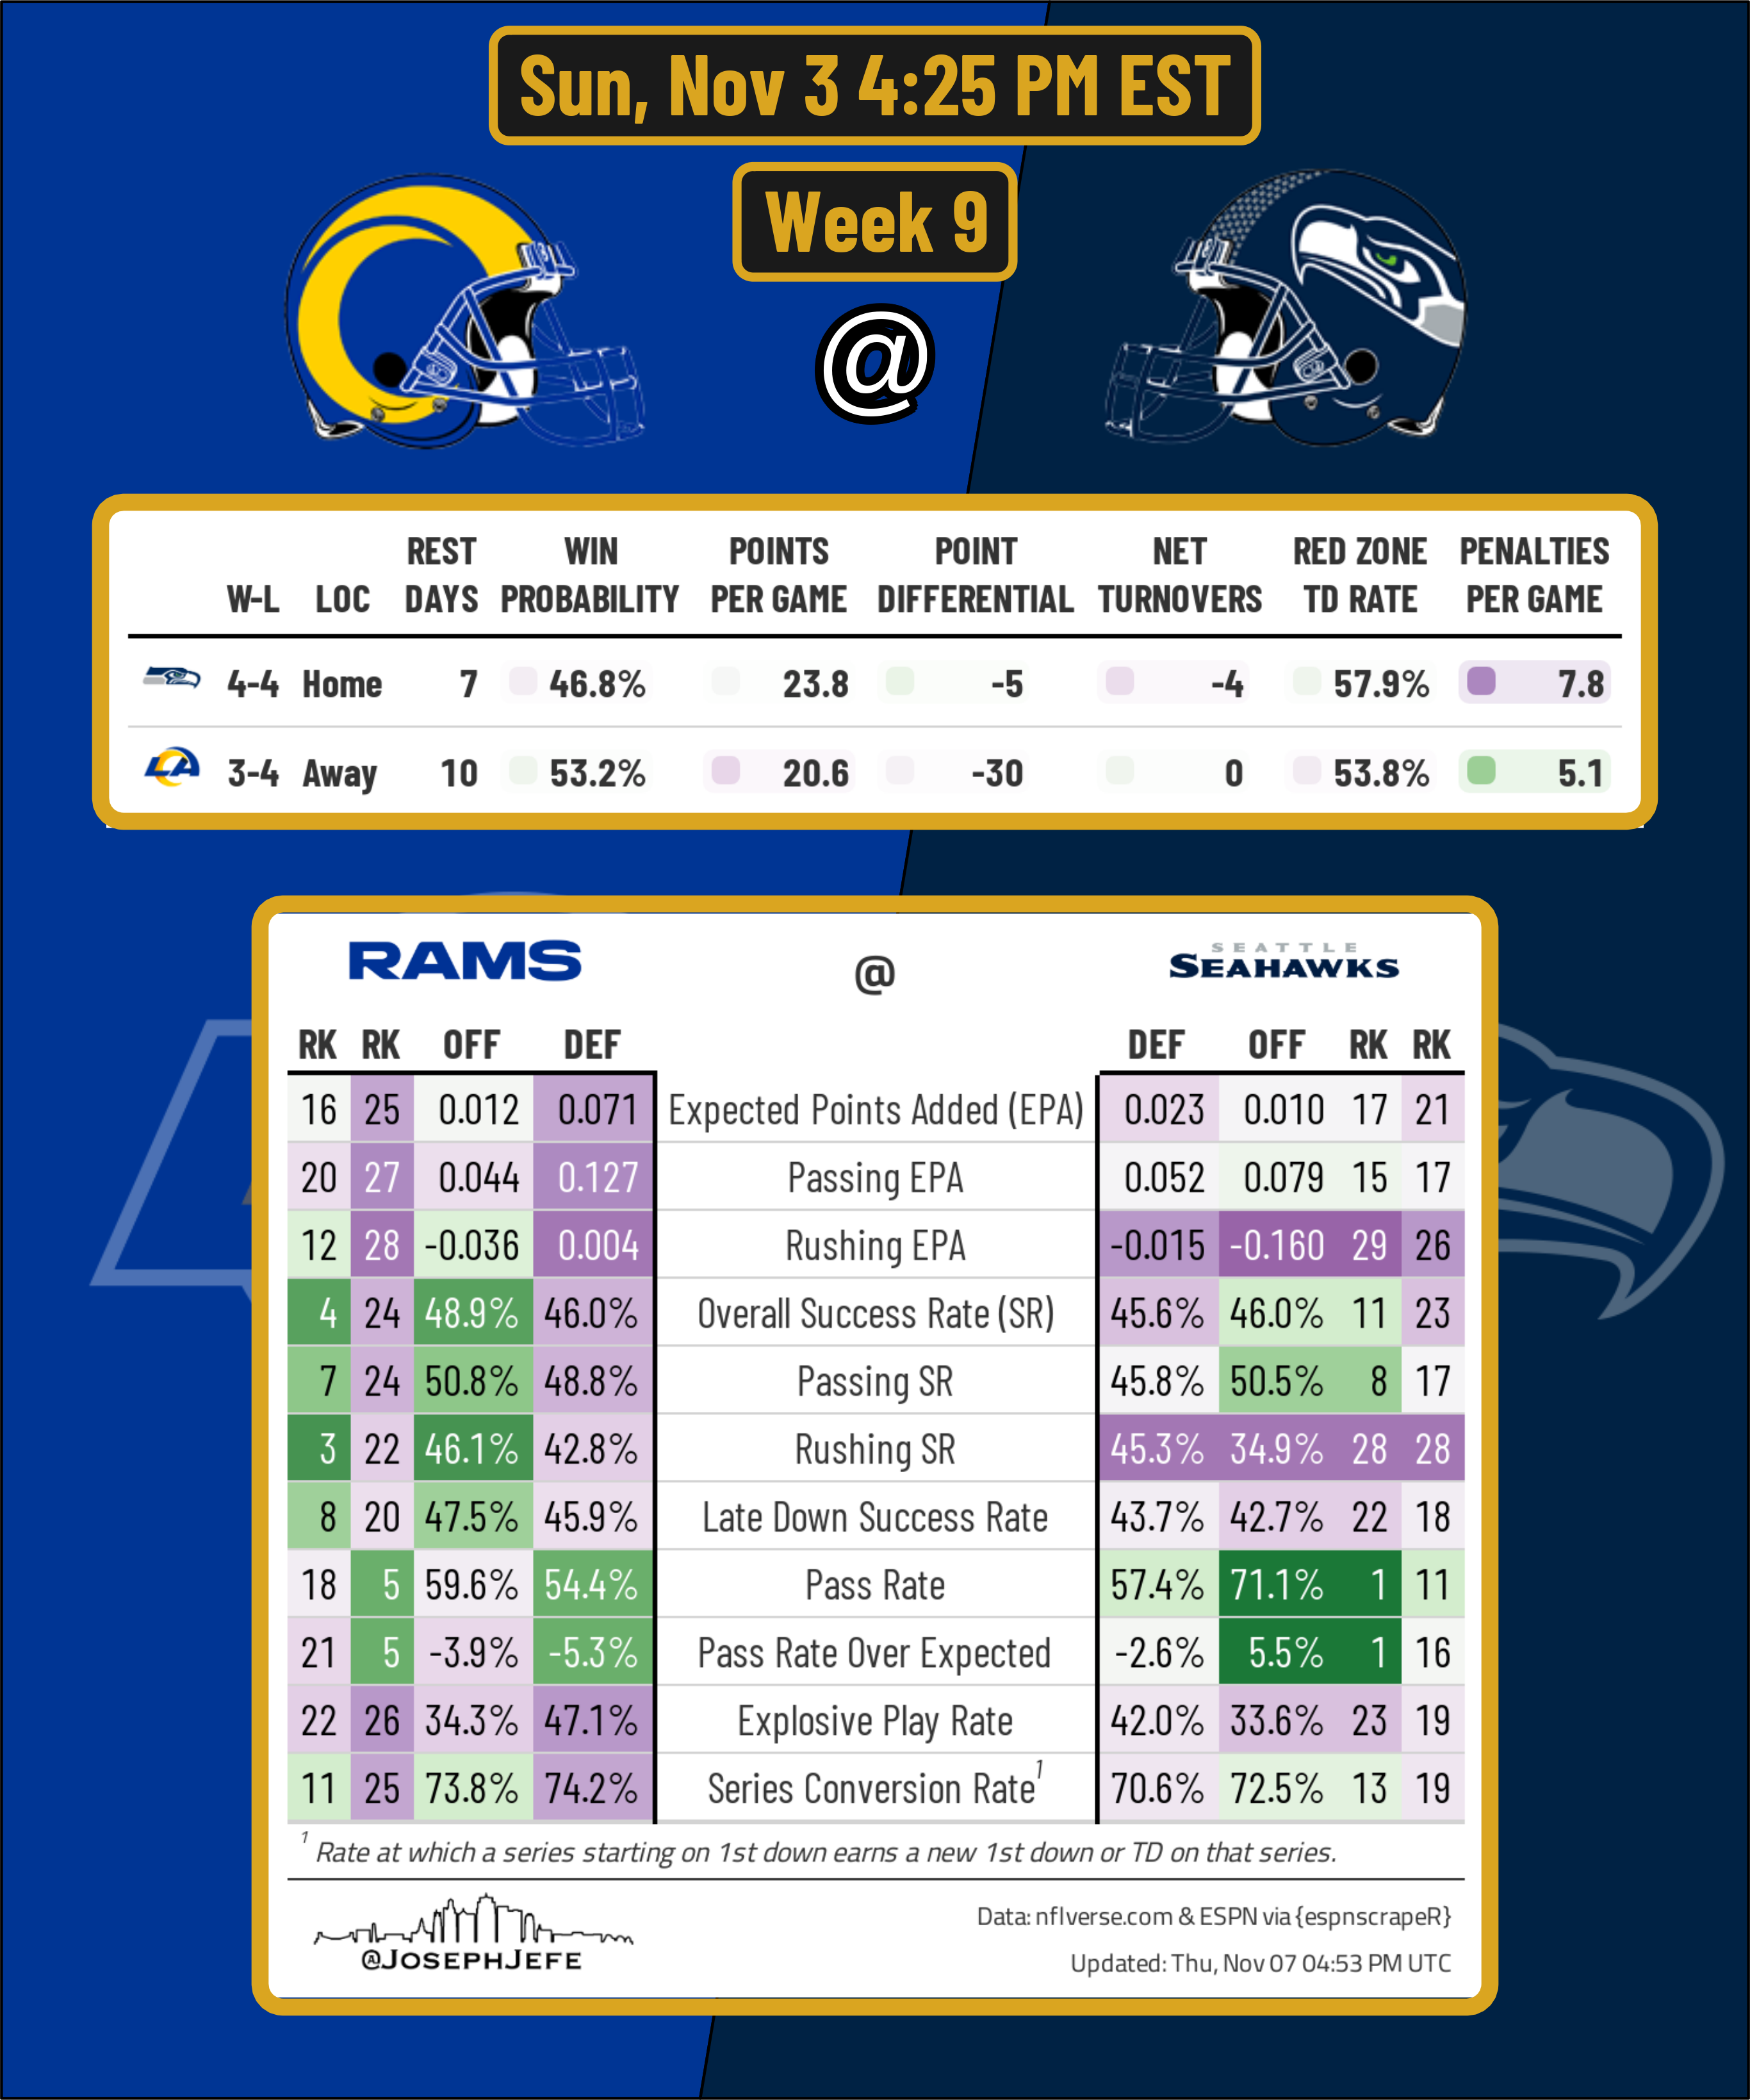 Sun, Nov 3 4:25 PM EST
Week 9
@
W-L LOC REST DAYS WIN PROBABILITY POINTS PER GAME POINT DIFFERENTIAL NET TURNOVERS RED ZONE TD RATE PENALTIES PER GAME
4-4 Home 7 46.8% 23.8 -5 -4 57.9% 7.8
LA 3-4 Away 10 53.2% 20.6 -30 0 53.8% 5.1
RAMS @ SEATTLE SEAHAWKS
RK RK OFF DEF DEF OFF RK RK
16 25 0.012 0.071 Expected Points Added (EPA) 0.023 0.010 17 21
20 27 0.044 0.127 Passing EPA 0.052 0.079 15 17
12 28 -0.036 0.004 Rushing EPA -0.015 -0.160 29 26
4 24 48.9% 46.0% Overall Success Rate (SR) 45.6% 46.0% 11 23
7 24 50.8% 48.8% Passing SR 45.8% 50.5% 8 17
3 22 46.1% 42.8% Rushing SR 45.3% 34.9% 28 28
8 20 47.5% 45.9% Late Down Success Rate 43.7% 42.7% 22 18
18 5 59.6% 54.4% Pass Rate 57.4% 71.1% 1 11
21 5 -3.9% -5.3% Pass Rate Over Expected -2.6% 5.5% 1 16
22 26 34.3% 47.1% Explosive Play Rate 42.0% 33.6% 23 19
11 25 73.8% 74.2% Series Conversion Rate1 70.6% 72.5% 13 19
1 Rate at which a series starting on 1st down earns a new 1st down or TD on that series.
@JOSEPHJEFE
Data: nflverse.com & ESPN via {espnscrapeR}
Updated: Thu, Nov 07 04:53 PM UTC